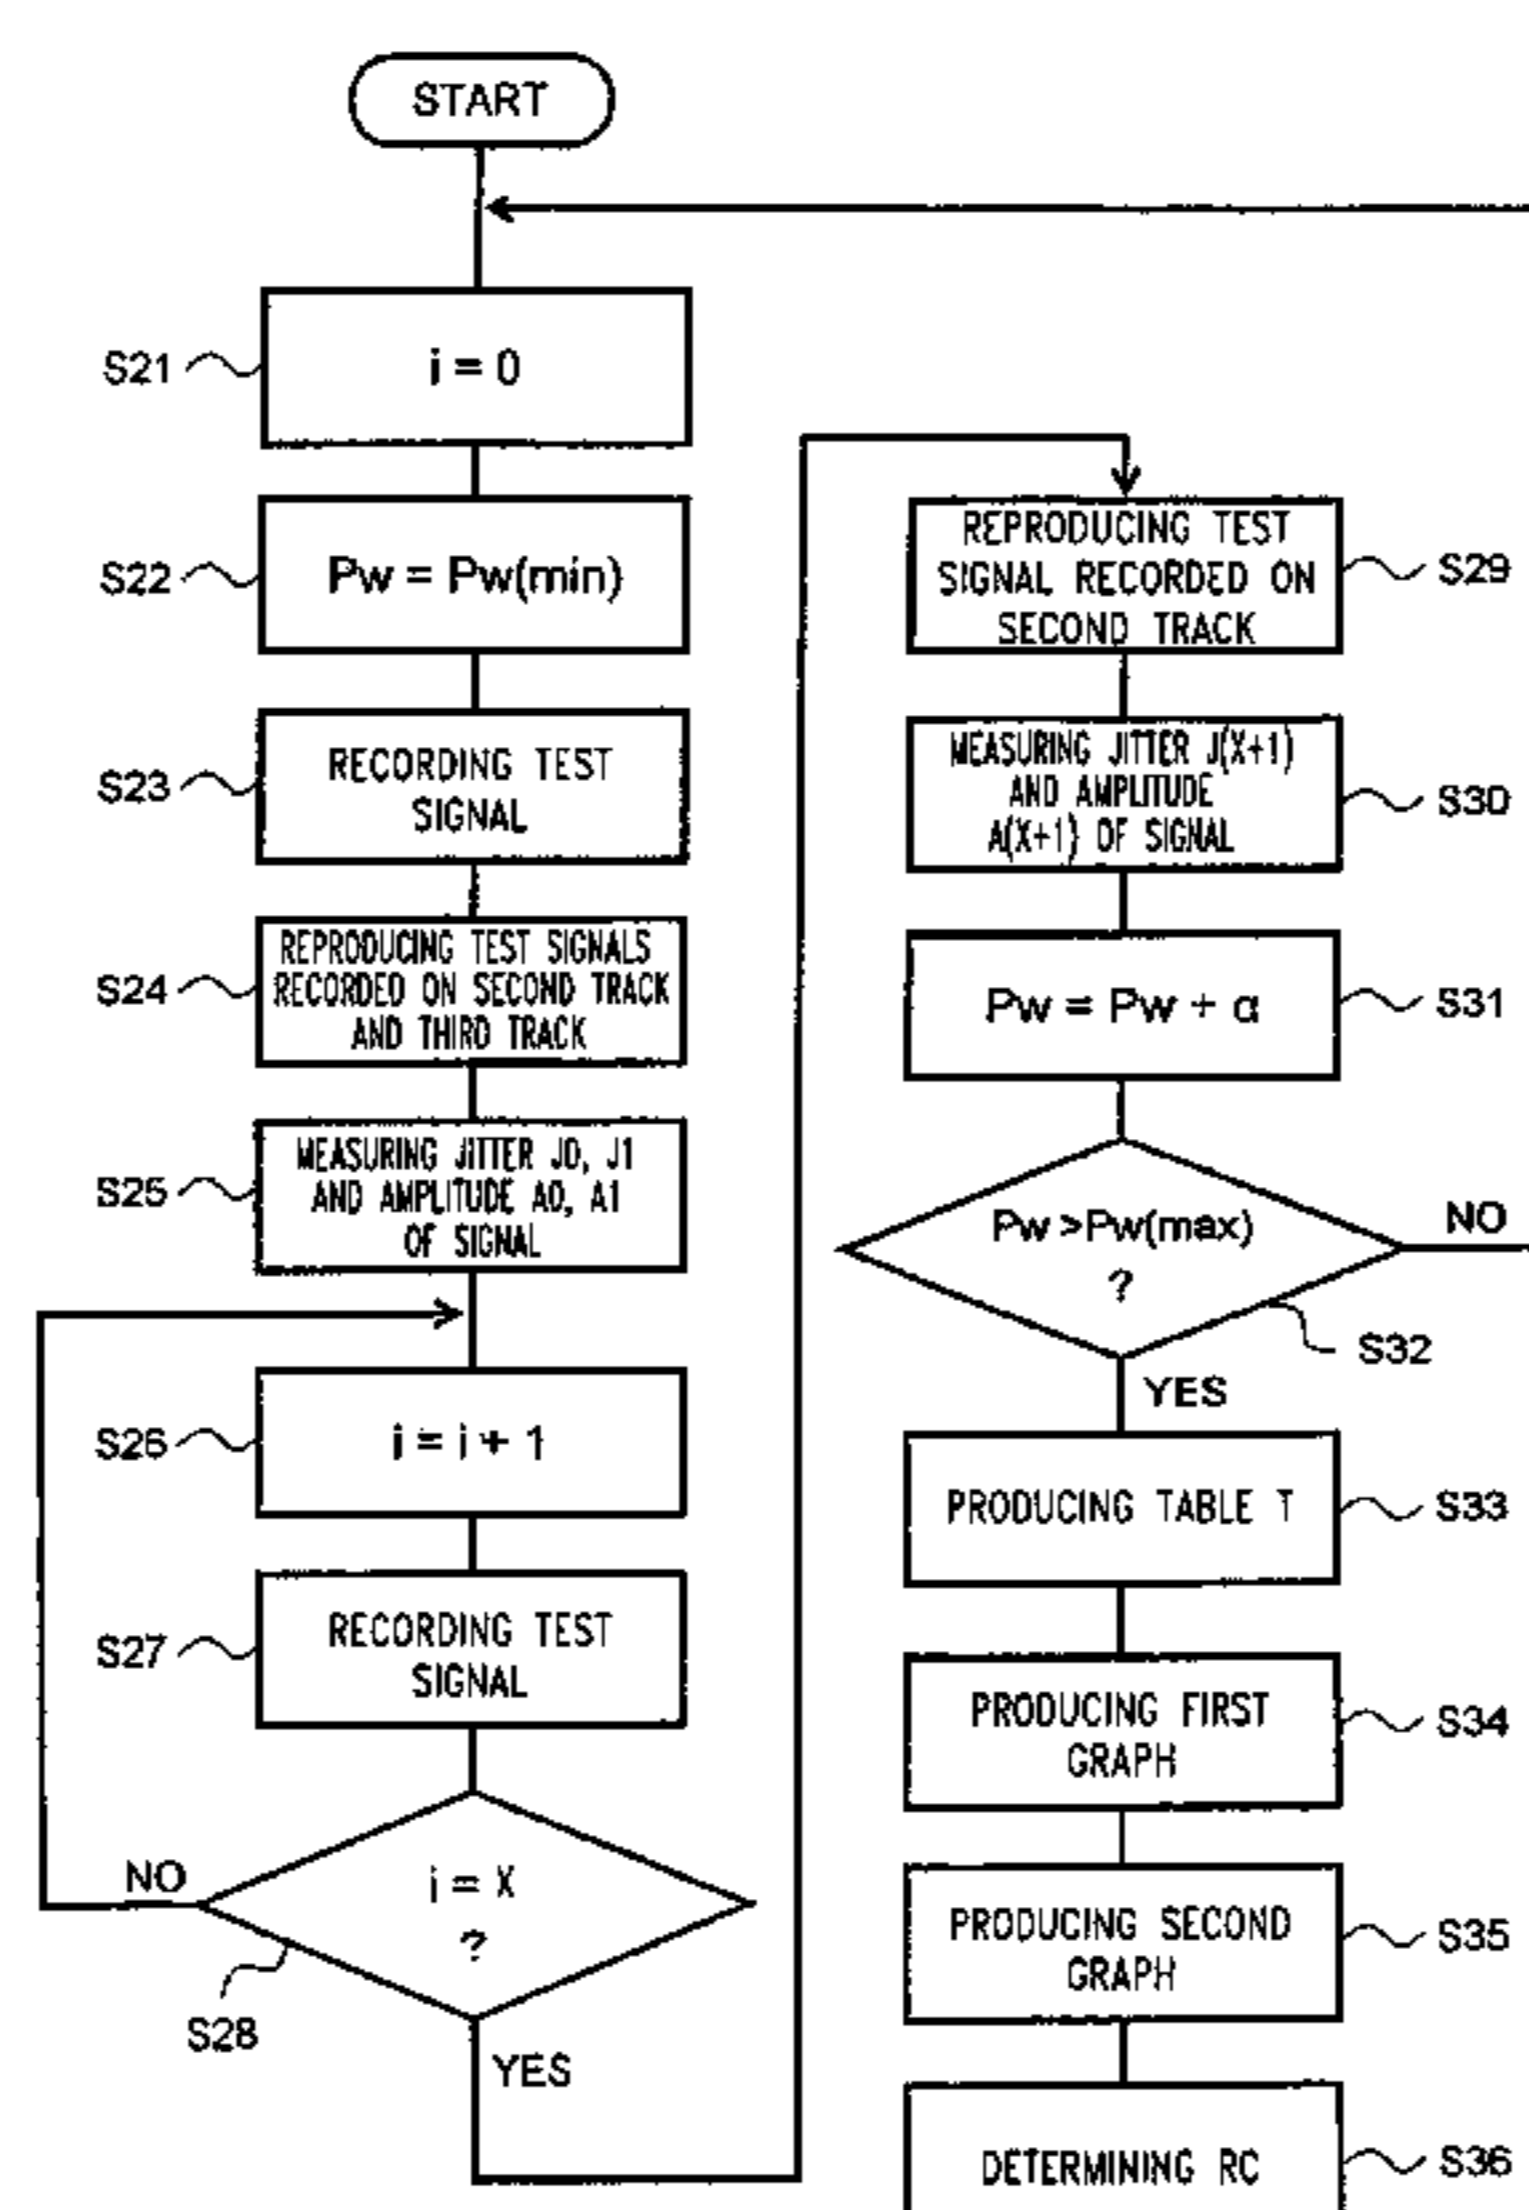 START
S21
i = 0
S22
Pw = Pw(min)
S23
RECORDING TEST
SIGNAL
S24
REPRODUCING TEST SIGNALS
RECORDED ON SECOND TRACK
AND THIRD TRACK
S25
MEASURING JITTER J0, J1
AND AMPLITUDE A0, A1
OF SIGNAL
S26
i = i + 1
S27
RECORDING TEST
SIGNAL
NO
i = X
?
S28
YES
REPRODUCING TEST
SIGNAL RECORDED ON
SECOND TRACK
S29
MEASURING JITTER J(X+1)
AND AMPLITUDE
A(X+1) OF SIGNAL
S30
Pw = Pw + α
S31
Pw >Pw(max)
?
NO
S32
YES
PRODUCING TABLE T
S33
PRODUCING FIRST
GRAPH
S34
PRODUCING SECOND
GRAPH
S35
DETERMINING RC
S36